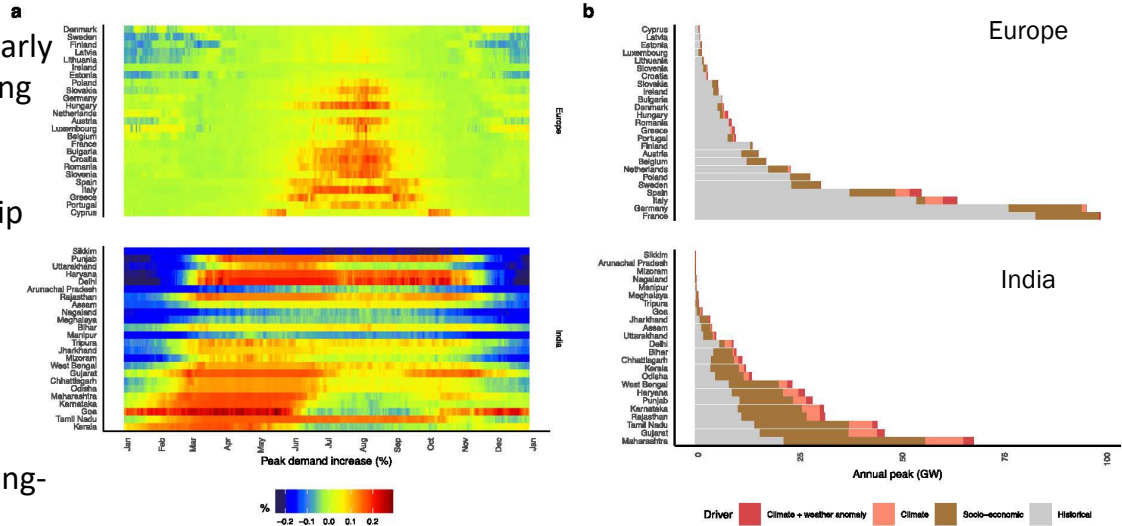 a
arly
ng
ip
ng-
Denmark
Sweden
Finland
Latvia
Lithuania
Ireland
Estonia
Poland
Slovakia
Germany
Hungary
Netherlands
Austria
Luxembourg
Belgium
France
Bulgaria
Croatia
Romania
Slovenia
Spain
Italy
Greece
Portugal
Cyprus
Europe
Sikkim
Punjab
Uttarakhand
Haryana
Delhi
Arunachal Pradesh
Rajasthan
Assam
Nagaland
Meghalaya
Bihar
Manipur
Tripura
Jharkhand
Mizoram
West Bengal
Gujarat
Chhattisgarh
Odisha
Maharashtra
Karnataka
Goa
Tamil Nadu
Kerala
India
Jan
Feb
Mar
Apr
May
Jun
Jul
Aug
Sep
Oct
Nov
Dec
Jan
Peak demand increase (%)
%
−0.2 −0.1 0.0 0.1 0.2
b
Europe
Cyprus
Latvia
Estonia
Luxembourg
Lithuania
Slovenia
Croatia
Slovakia
Ireland
Bulgaria
Denmark
Hungary
Romania
Greece
Portugal
Finland
Austria
Belgium
Netherlands
Poland
Sweden
Spain
Italy
Germany
France
India
Sikkim
Arunachal Pradesh
Mizoram
Nagaland
Manipur
Meghalaya
Tripura
Goa
Jharkhand
Assam
Uttarakhand
Delhi
Bihar
Chhattisgarh
Kerala
Odisha
West Bengal
Haryana
Punjab
Karnataka
Rajasthan
Tamil Nadu
Gujarat
Maharashtra
0
25
50
75
100
Annual peak (GW)
Driver Climate + weather anomaly Climate Socio−economic Historical